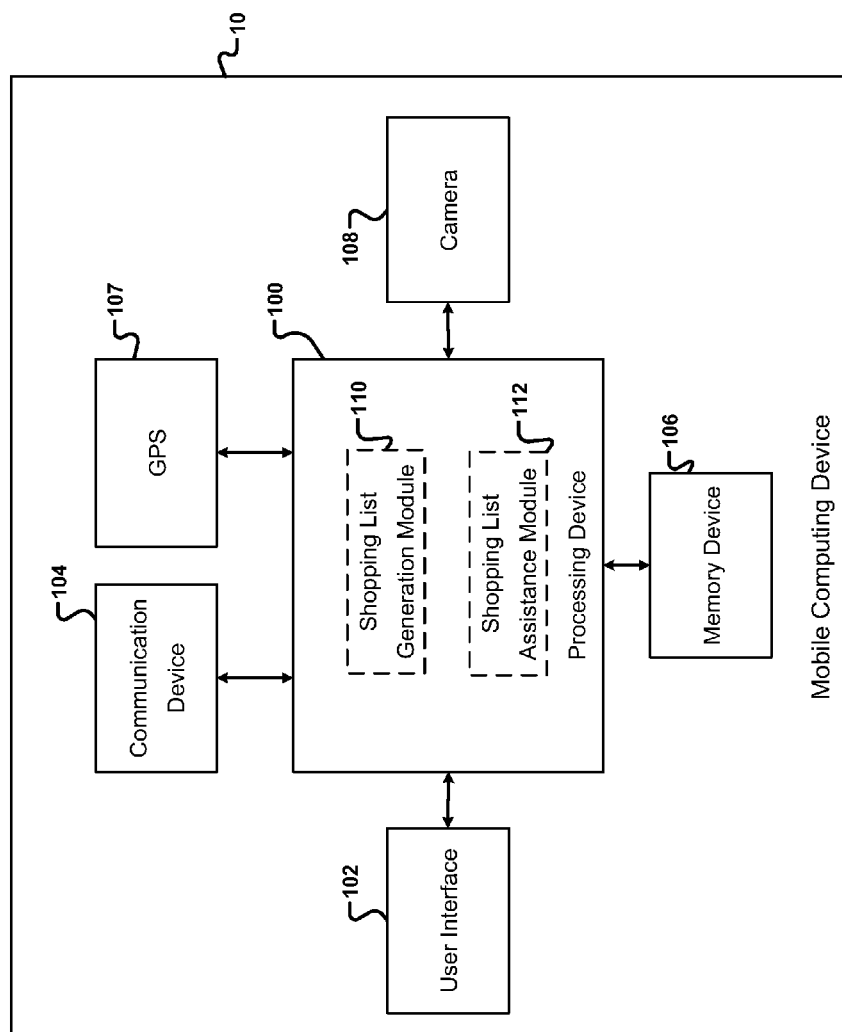 10
104
Communication
Device
107
GPS
100
102
User Interface
110
Shopping List
Generation Module
112
Shopping List
Assistance Module
Processing Device
108
Camera
106
Memory Device
Mobile Computing Device